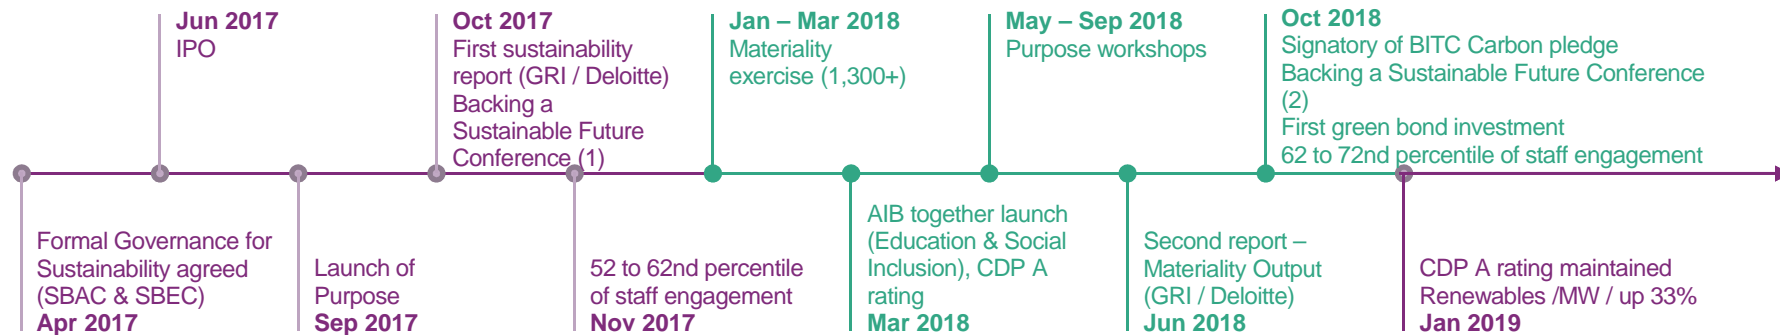 Jun 2017
IPO
Oct 2017
First sustainability
report (GRI / Deloitte)
Backing a
Sustainable Future
Conference (1)
Jan – Mar 2018
Materiality
exercise (1,300+)
May – Sep 2018
Purpose workshops
Oct 2018
Signatory of BITC Carbon pledge
Backing a Sustainable Future Conference
(2)
First green bond investment
62 to 72nd percentile of staff engagement
Formal Governance for
Sustainability agreed
(SBAC & SBEC)
Apr 2017
Launch of
Purpose
Sep 2017
52 to 62nd percentile
of staff engagement
Nov 2017
AIB together launch
(Education & Social
Inclusion), CDP A
rating
Mar 2018
Second report –
Materiality Output
(GRI / Deloitte)
Jun 2018
CDP A rating maintained
Renewables /MW / up 33%
Jan 2019